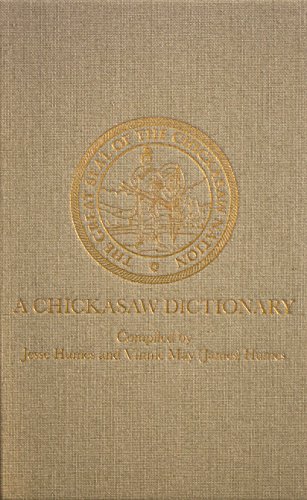 THE GREAT SEAL OF THE CHICKASAW NATION
A CHICKASAW DICTIONARY
Compiled by
Jesse Humes and Vinnie May (James) Humes